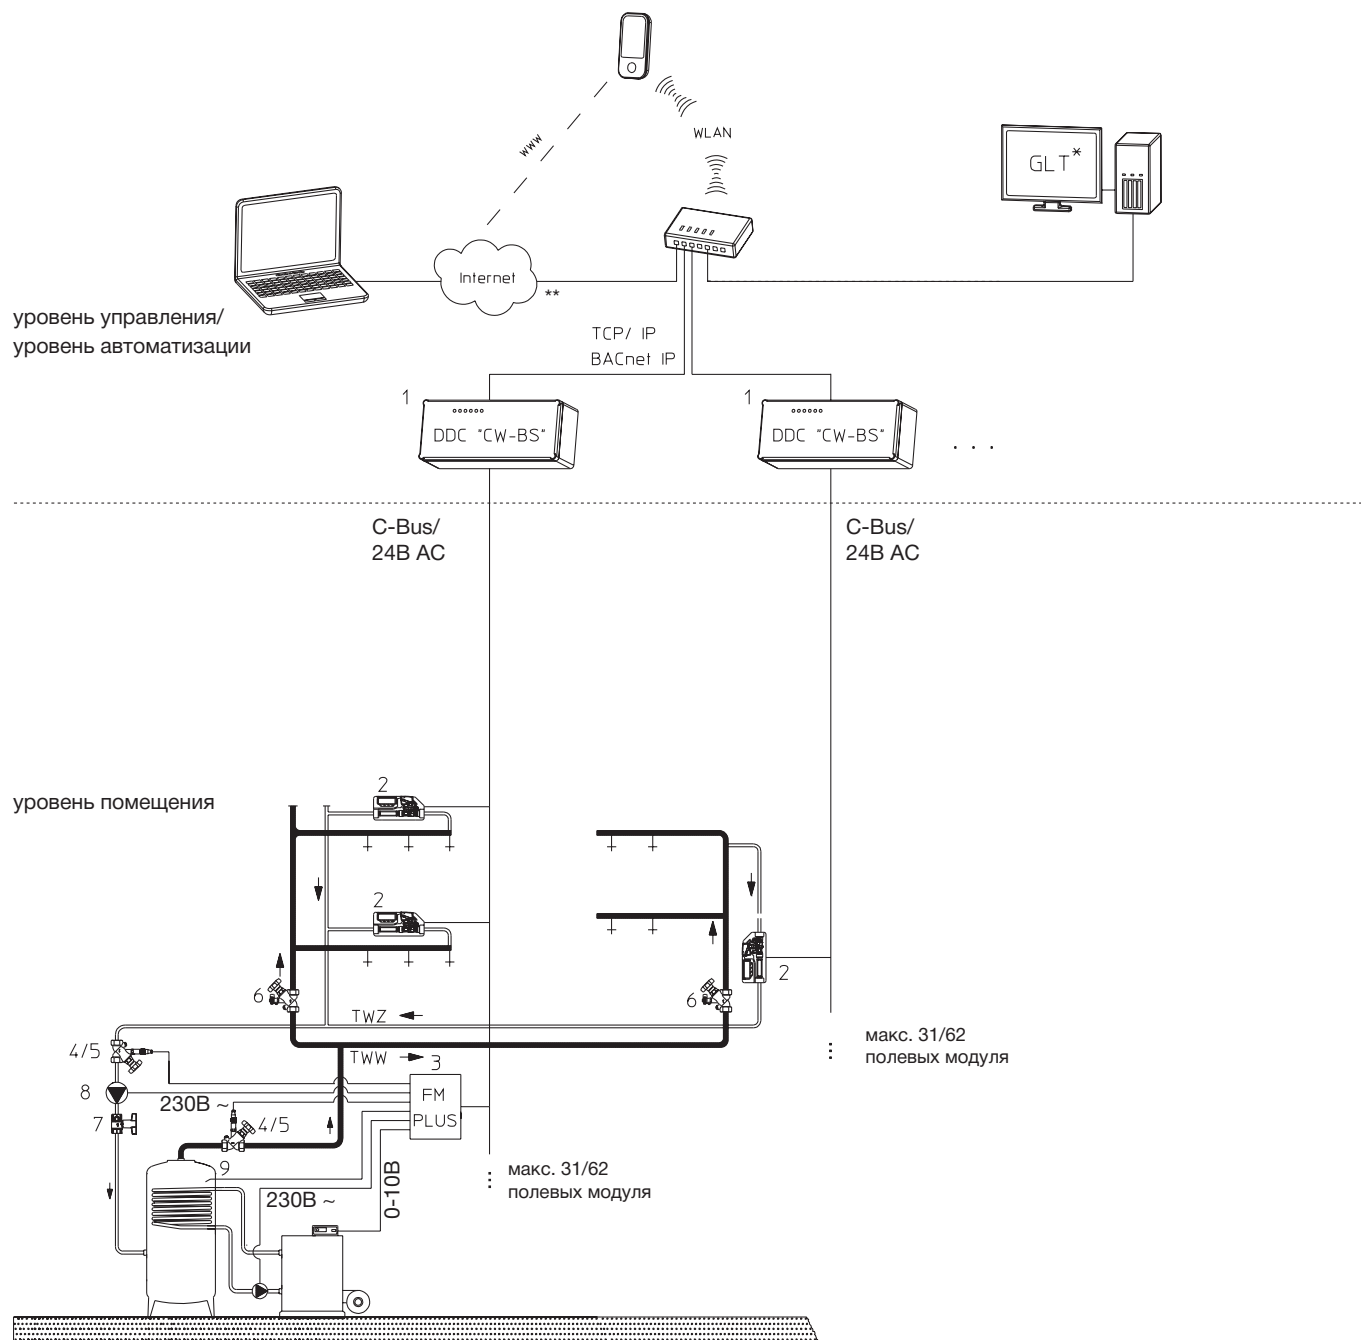 www
WLAN
GLT*
Internet
**
уровень управления/
уровень автоматизации
TCP/ IP
BACnet IP
1
1
DDC "CW-BS"
DDC "CW-BS"
. . .
C-Bus/
24В AC
C-Bus/
24В AC
уровень помещения
2
2
2
6
6
TWZ
TWW
4/5
3
FM
PLUS
8
230В ~
7
4/5
9
230В ~
0-10В
макс. 31/62
полевых модуля
макс. 31/62
полевых модуля